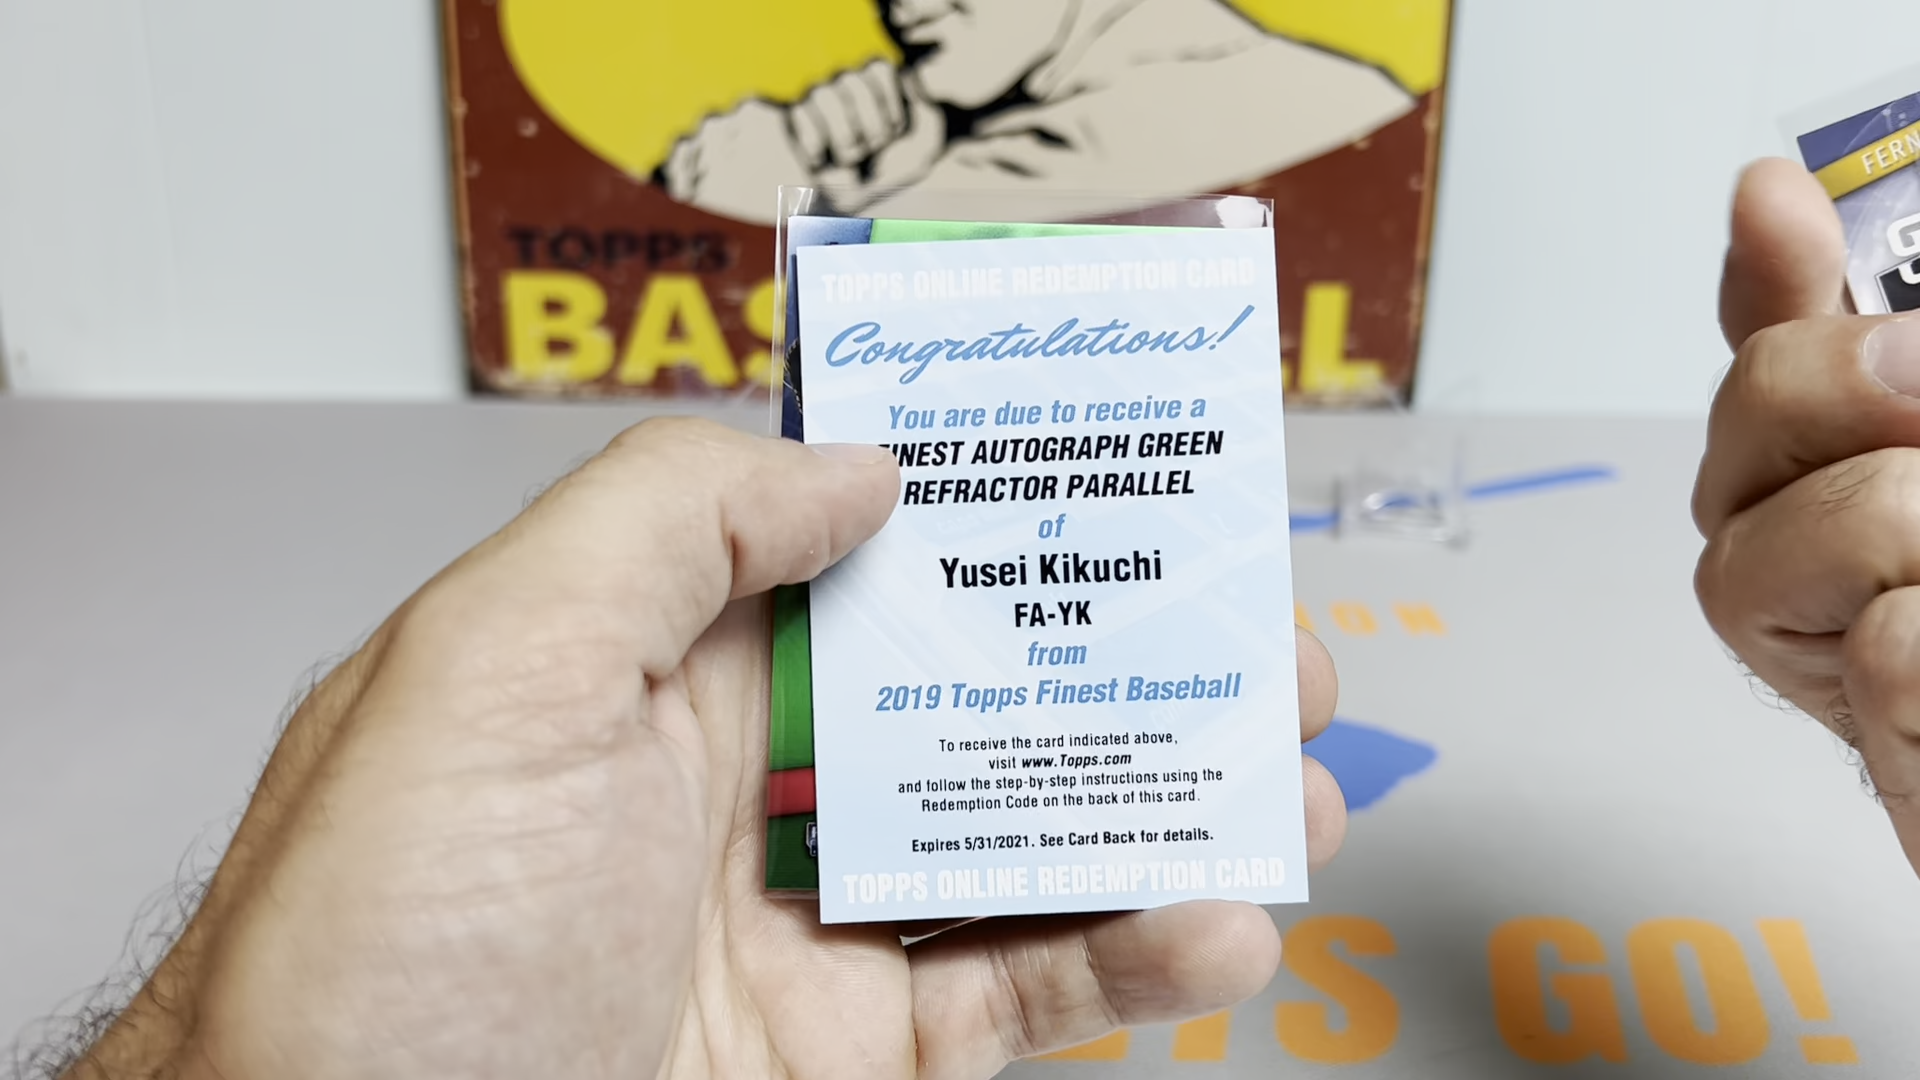 TOPPS
FERN
TOPPS ONLINE REDEMPTION CARD
Congratulations!
You are due to receive a
FINEST AUTOGRAPH GREEN
REFRACTOR PARALLEL
of
Yusei Kikuchi
FA-YK
from
2019 Topps Finest Baseball
To receive the card indicated above,
visit www.Topps.com
and follow the step-by-step instructions using the
Redemption Code on the back of this card.
Expires 5/31/2021. See Card Back for details.
TOPPS ONLINE REDEMPTION CARD
GO!